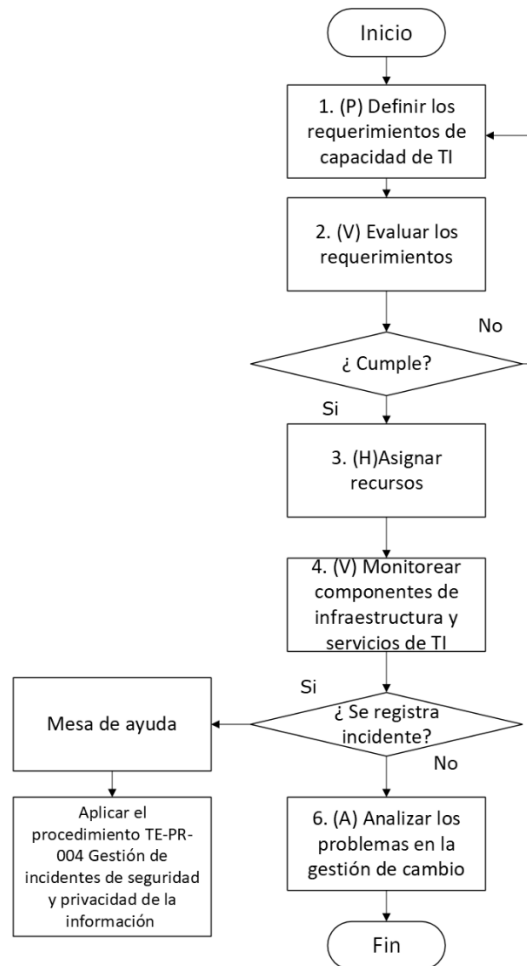 Inicio
1. (P) Definir los
requerimientos de
capacidad de TI
2. (V) Evaluar los
requerimientos
No
¿ Cumple?
Si
3. (H)Asignar
recursos
4. (V) Monitorear
componentes de
infraestructura y
servicios de TI
Si
¿ Se registra
incidente?
Mesa de ayuda
No
Aplicar el
procedimiento TE-PR-
004 Gestión de
incidentes de seguridad
y privacidad de la
información
6. (A) Analizar los
problemas en la
gestión de cambio
Fin